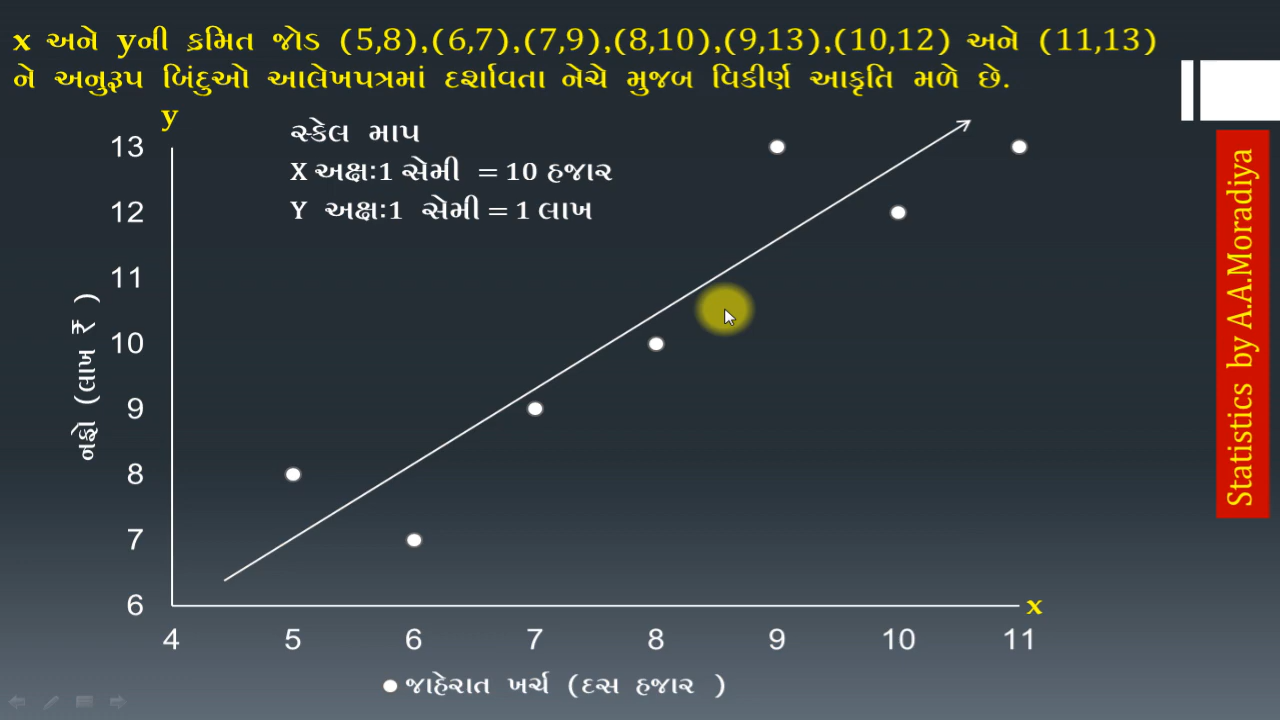 x અને yની ક્રમિત જોડ (5,8),(6,7),(7,9),(8,10),(9,13),(10,12) અને (11,13)
ને અનુરૂપ બિંદુઓ આલેખપત્રમાં દર્શાવતા નેચે મુજબ વિકીર્ણ આકૃતિ મળે છે.
y
સ્કેલ માપ
X અક્ષ:1 સેમી = 10 હજાર
Y અક્ષ:1 સેમી = 1 લાખ
13
12
11
10
9
8
7
6
નફો (લાખ ₹ )
4 5 6 7 8 9 10 11
x
જાહેરાત ખર્ચ (દસ હજાર )
Statistics by A.A.Moradiya